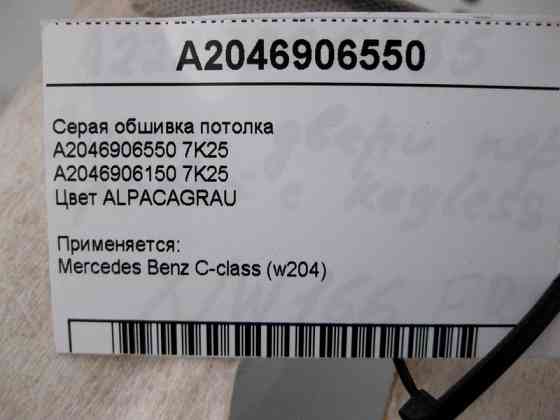 A2046906550
Серая обшивка потолка
A2046906550 7K25
A2046906150 7K25
Цвет ALPACAGRAU
Применяется:
Mercedes Benz C-class (w204)